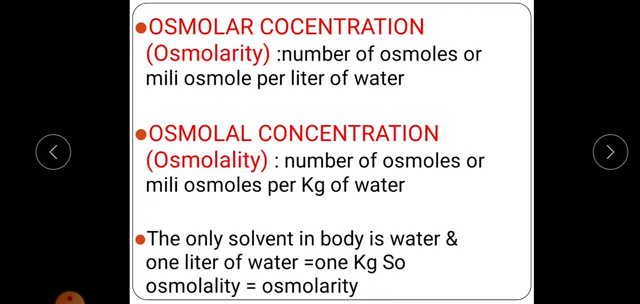 OSMOLAR COCENTRATION
(Osmolarity) :number of osmoles or
mili osmole per liter of water
OSMOLAL CONCENTRATION
(Osmolality) : number of osmoles or
mili osmoles per Kg of water
The only solvent in body is water &
one liter of water =one Kg So
osmolality = osmolarity